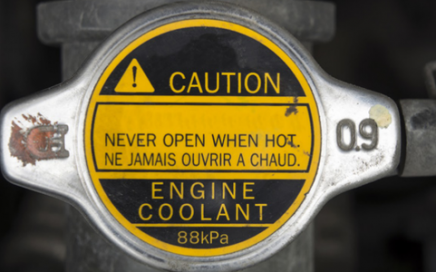 CAUTION
NEVER OPEN WHEN HOT.
NE JAMAIS OUVRIR A CHAUD.
0.9
ENGINE
COOLANT
88kPa